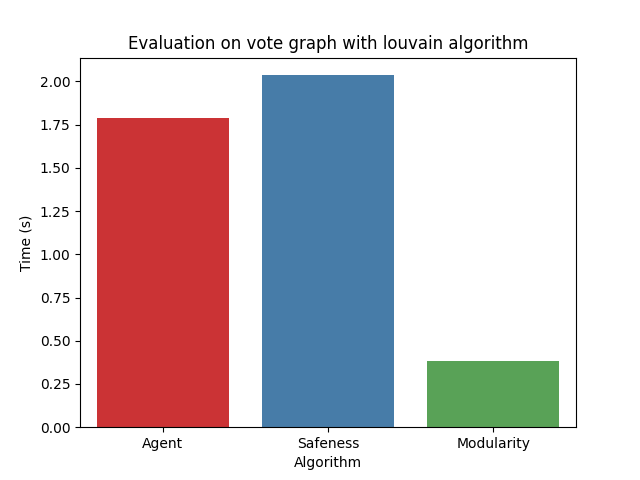 Evaluation on vote graph with louvain algorithm
2.00
1.75
1.50
1.25
1.00
0.75
0.50
0.25
0.00
Time (s)
Agent
Safeness
Modularity
Algorithm